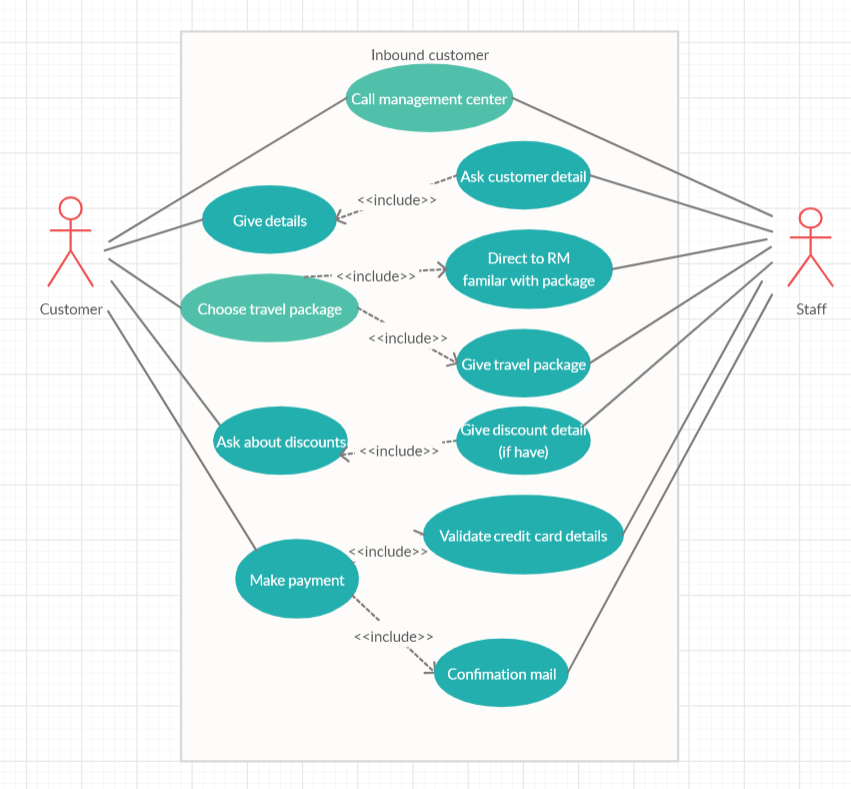 Inbound customer
Call management center
Ask customer detail
<<include>>
Give details
Direct to RM
familar with package
<<include>>
Choose travel package
Customer
Staff
<<include>>
Give travel package
Give discount detail
(if have)
Ask about discounts
<<include>>
Validate credit card details
<<include>>
Make payment
<<include>>
Confimation mail